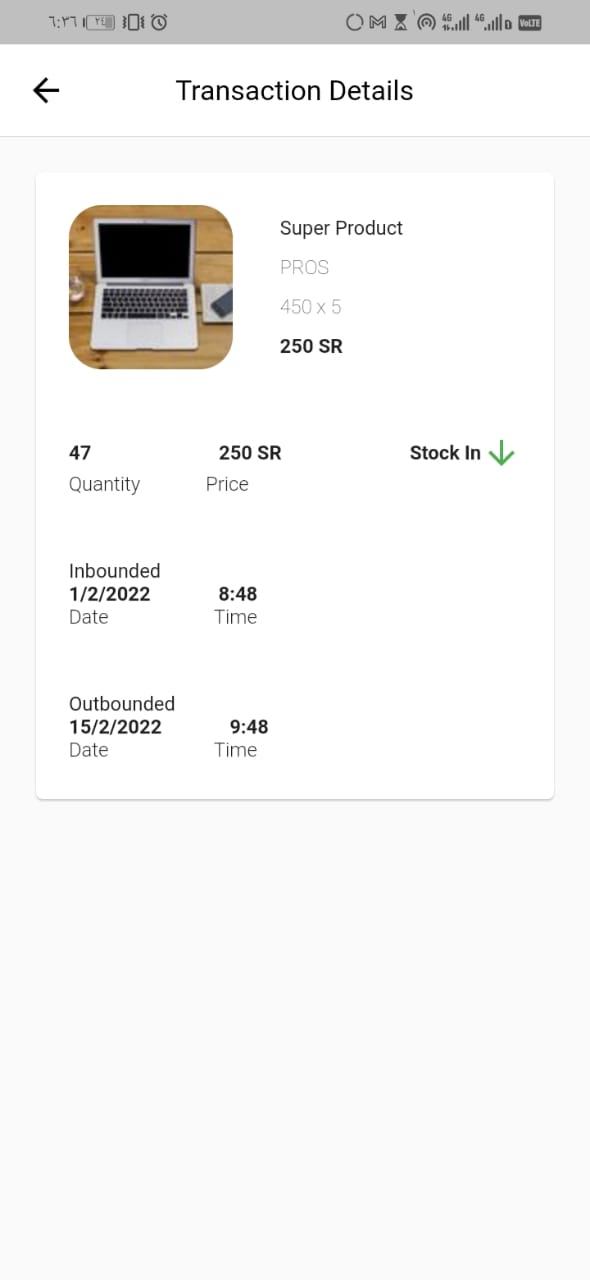 ٦:٣٦ ٢٤
4G 4G VoLTE
Transaction Details
Super Product
PROS
450 x 5
250 SR
47 250 SR Stock In
Quantity Price
Inbounded
1/2/2022 8:48
Date Time
Outbounded
15/2/2022 9:48
Date Time